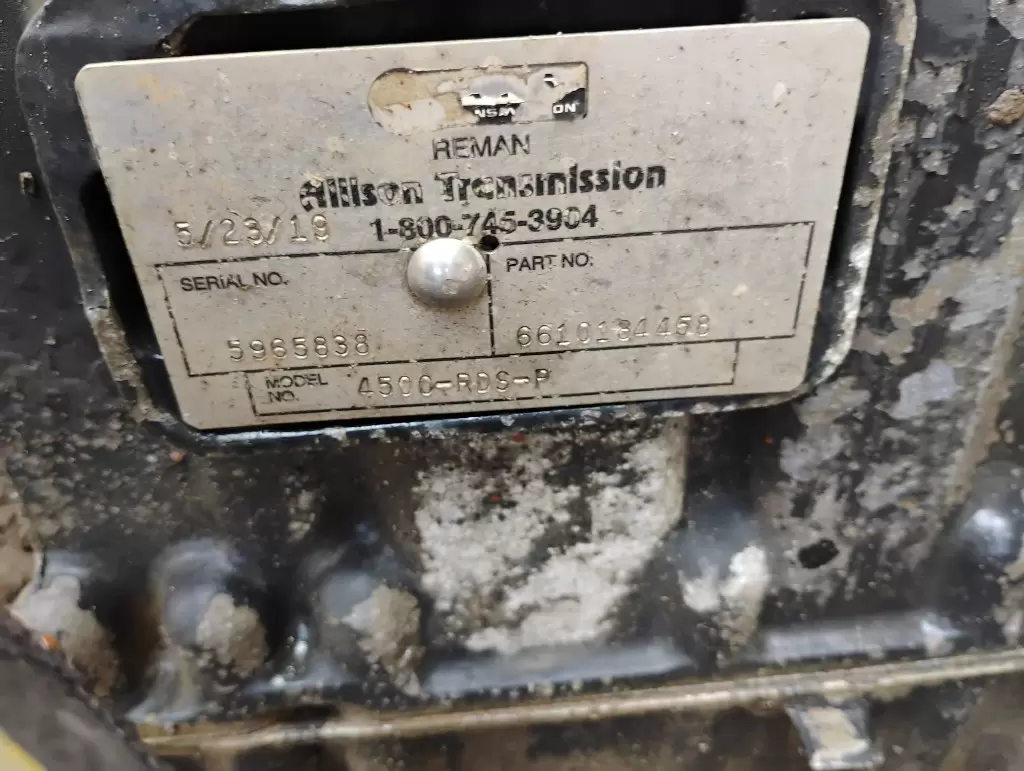 REMAN
Allison Transmission
5/23/19 1-800-745-3904
SERIAL NO. PART NO.
5965838 6610184458
MODEL NO. 4500-RDS-P